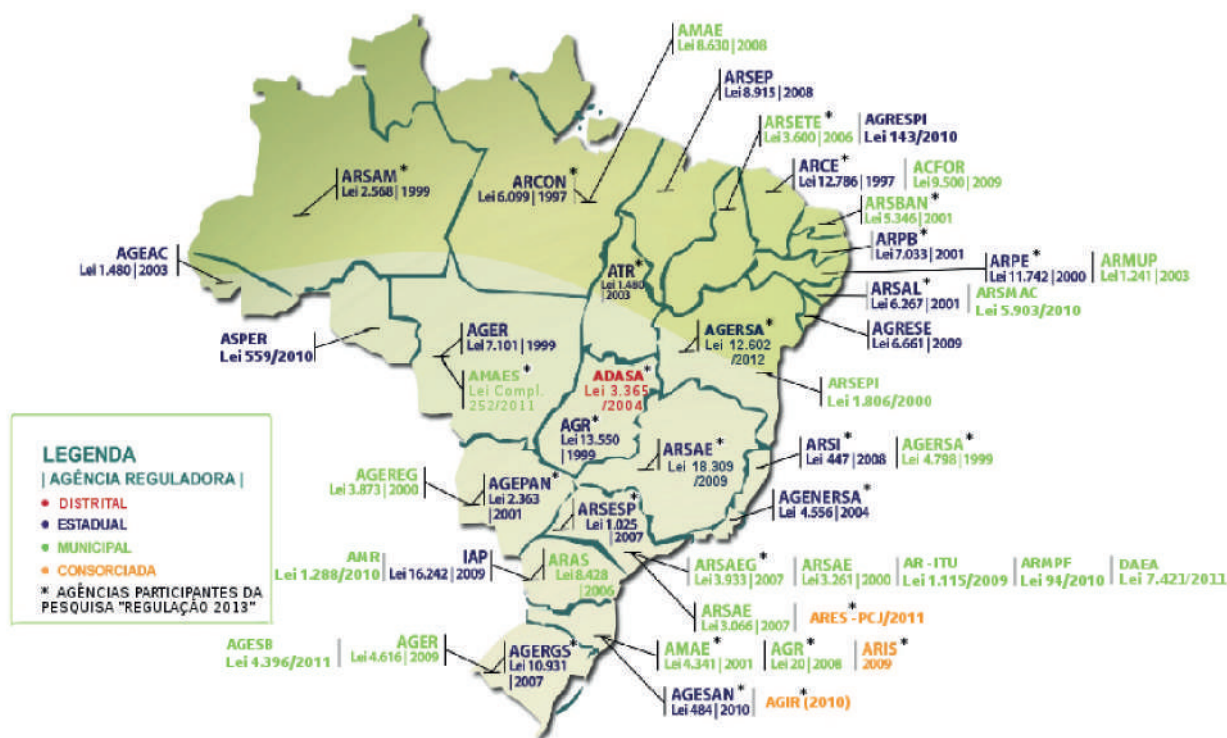 AMAE
Lei 8.630|2008
ARSEP
Lei 8.915|2008
ARSETE*
Lei 3.600|2006
AGRESPI
Lei 143/2010
ARSAM*
Lei 2.568|1999
ARCON*
Lei 6.099|1997
ARCE*
Lei 12.786|1997
ACFOR
Lei 9.500|2009
ARSBAN*
Lei 5.346|2001
ARPB*
Lei 7.033|2001
AGEAC
Lei 1.480|2003
ATR*
Lei 1.480
2003
ARPE*
Lei 11.742|2000
ARMUP
Lei 1.241|2003
ARSAL*
Lei 6.267|2001
ARSMAC
Lei 5.903/2010
ASPER
Lei 559/2010
AGER
Lei 7.101|1999
AGERSA*
Lei 12.602
/2012
AGRESE
Lei 6.661|2009
AMAES*
Lei Compl.
252/2011
ADASA*
Lei 3.365
/2004
ARSEPI
Lei 1.806/2000
AGR*
Lei 13.550
|1999
ARSAE*
Lei 18.309
/2009
ARSI*
Lei 447|2008
AGERSA*
Lei 4.798|1999
LEGENDA
|AGÊNCIA REGULADORA|
• DISTRITAL
• ESTADUAL
• MUNICIPAL
• CONSORCIADA
* AGÊNCIAS PARTICIPANTES DA
PESQUISA "REGULAÇÃO 2013"
AGEREG
Lei 3.873|2000
AGEPAN*
Lei 2.363
|2001
ARSESP*
Lei 1.025
|2007
AGENERSA*
Lei 4.556|2004
AMR
Lei 1.288/2010
IAP
Lei 16.242|2009
ARAS
Lei 8.428
|2006
ARSAEG*
Lei 3.933|2007
ARSAE
Lei 3.261|2000
AR-ITU
Lei 1.115/2009
ARMPF
Lei 94/2010
DAEA
Lei 7.421/2011
ARSAE
Lei 3.066|2007
ARES-PCJ/2011*
AGESB
Lei 4.396/2011
AGER
Lei 4.616|2009
AGERGS*
Lei 10.931
|2007
AMAE*
Lei 4.341|2001
AGR*
Lei 20|2008
ARIS*
2009
AGESAN*
Lei 484|2010
AGIR* (2010)